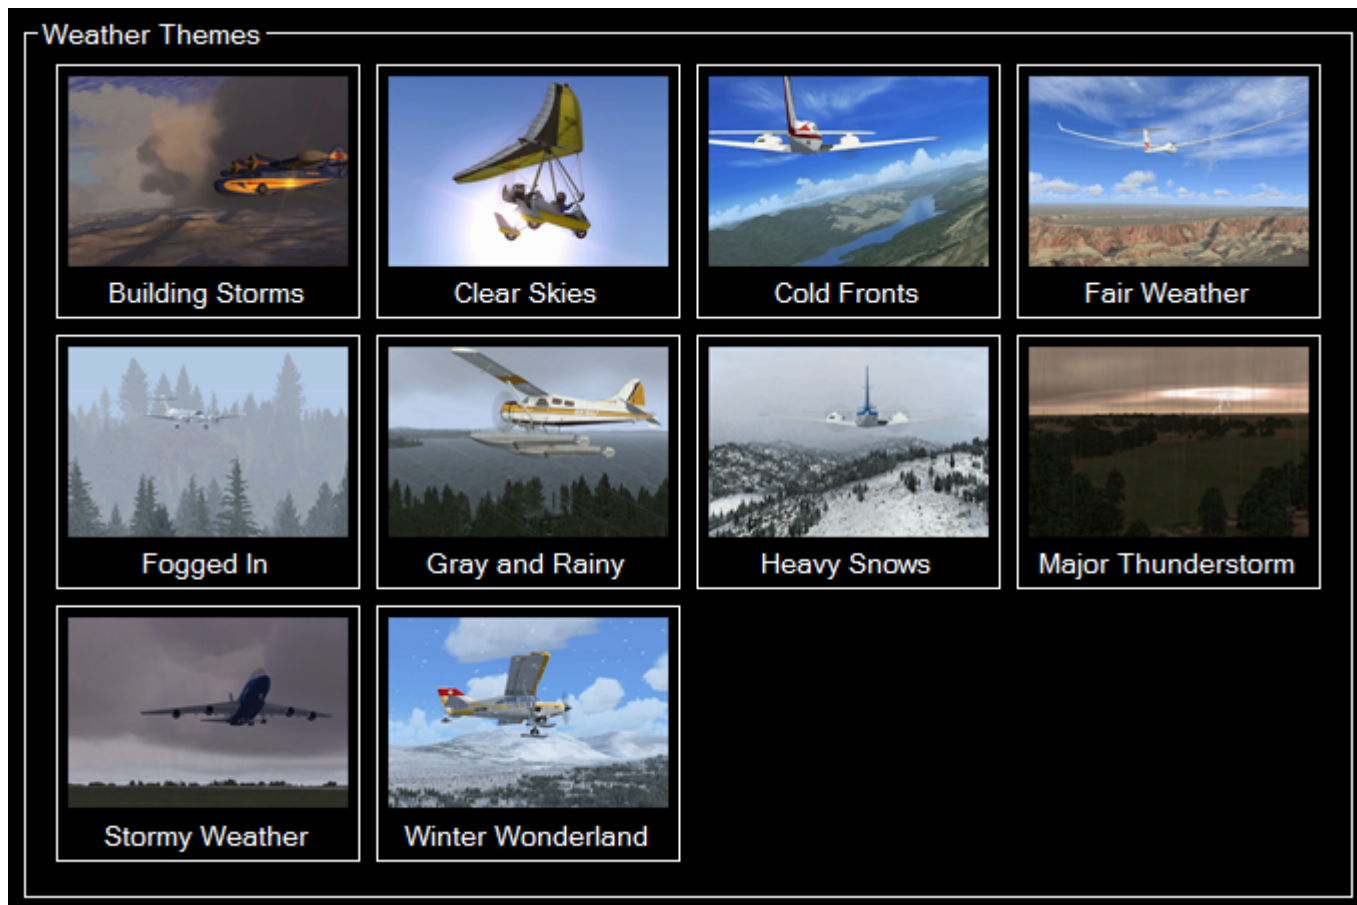 Weather Themes
Building Storms
Clear Skies
Cold Fronts
Fair Weather
Fogged In
Gray and Rainy
Heavy Snows
Major Thunderstorm
Stormy Weather
Winter Wonderland